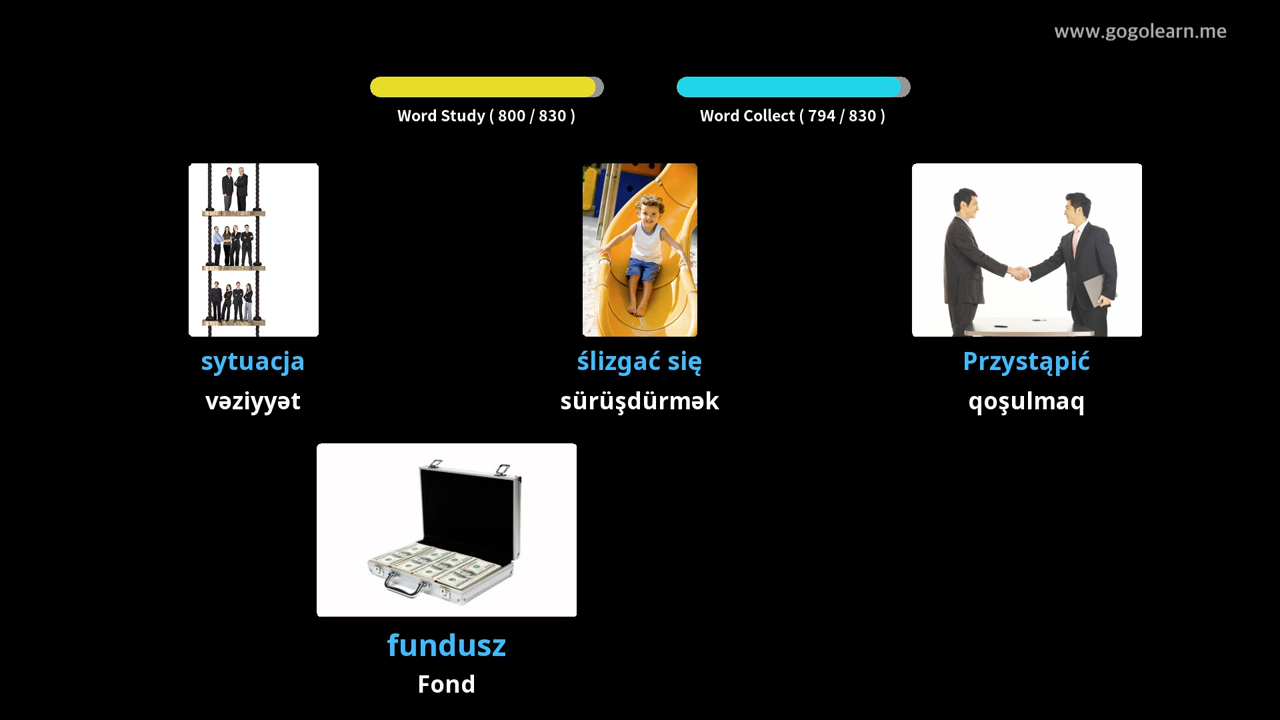 www.gogolearn.me
Word Study ( 800 / 830 )
Word Collect ( 794 / 830 )
sytuacja
vəziyyət
ślizgać się
sürüşdürmək
Przystąpić
qoşulmaq
fundusz
Fond